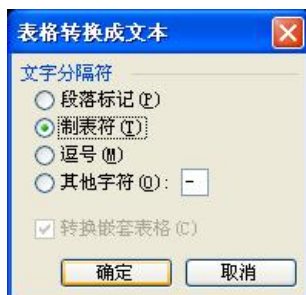 表格转换成文本
文字分隔符
段落标记(P)
制表符(T)
逗号(M)
其他字符(O): -
转换嵌套表格(C)
确定 取消